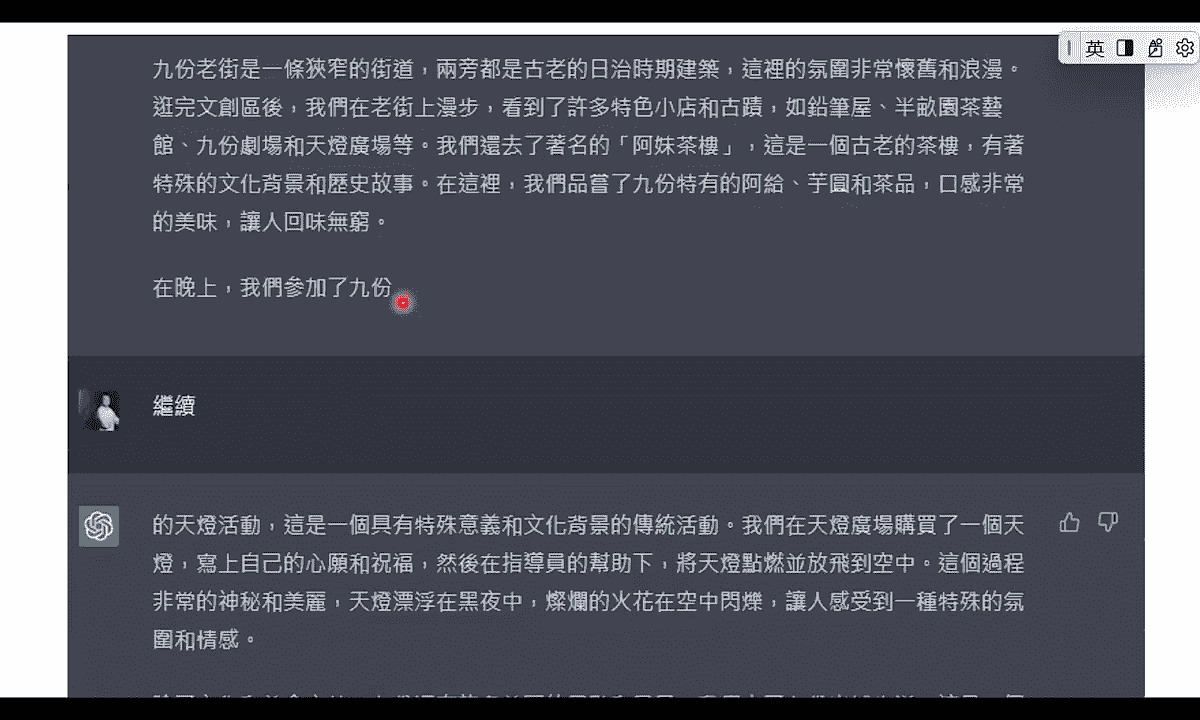 英
九份老街是一條狹窄的街道，兩旁都是古老的日治時期建築，這裡的氛圍非常懷舊和浪漫。
逛完文創區後，我們在老街上漫步，看到了許多特色小店和古蹟，如鉛筆屋、半畝園茶藝
館、九份劇場和天燈廣場等。我們還去了著名的「阿妹茶樓」，這是一個古老的茶樓，有著
特殊的文化背景和歷史故事。在這裡，我們品嘗了九份特有的阿給、芋圓和茶品，口感非常
的美味，讓人回味無窮。
在晚上，我們參加了九份
繼續
的天燈活動，這是一個具有特殊意義和文化背景的傳統活動。我們在天燈廣場購買了一個天
燈，寫上自己的心願和祝福，然後在指導員的幫助下，將天燈點燃並放飛到空中。這個過程
非常的神秘和美麗，天燈漂浮在黑夜中，燦爛的火花在空中閃爍，讓人感受到一種特殊的氛
圍和情感。